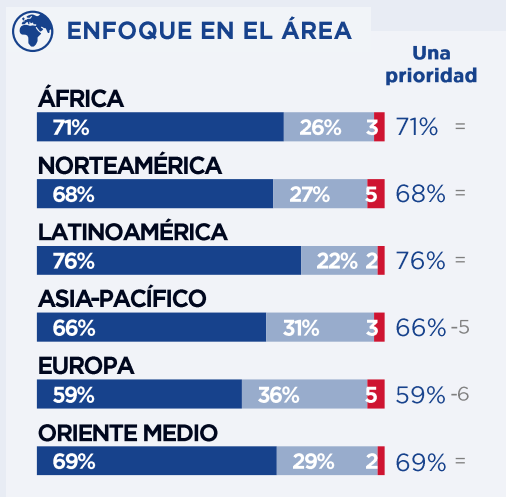 ENFOQUE EN EL ÁREA
Una
prioridad
ÁFRICA
71% 26% 3 71% =
NORTEAMÉRICA
68% 27% 5 68% =
LATINOAMÉRICA
76% 22% 2 76% =
ASIA-PACÍFICO
66% 31% 3 66% -5
EUROPA
59% 36% 5 59% -6
ORIENTE MEDIO
69% 29% 2 69% =